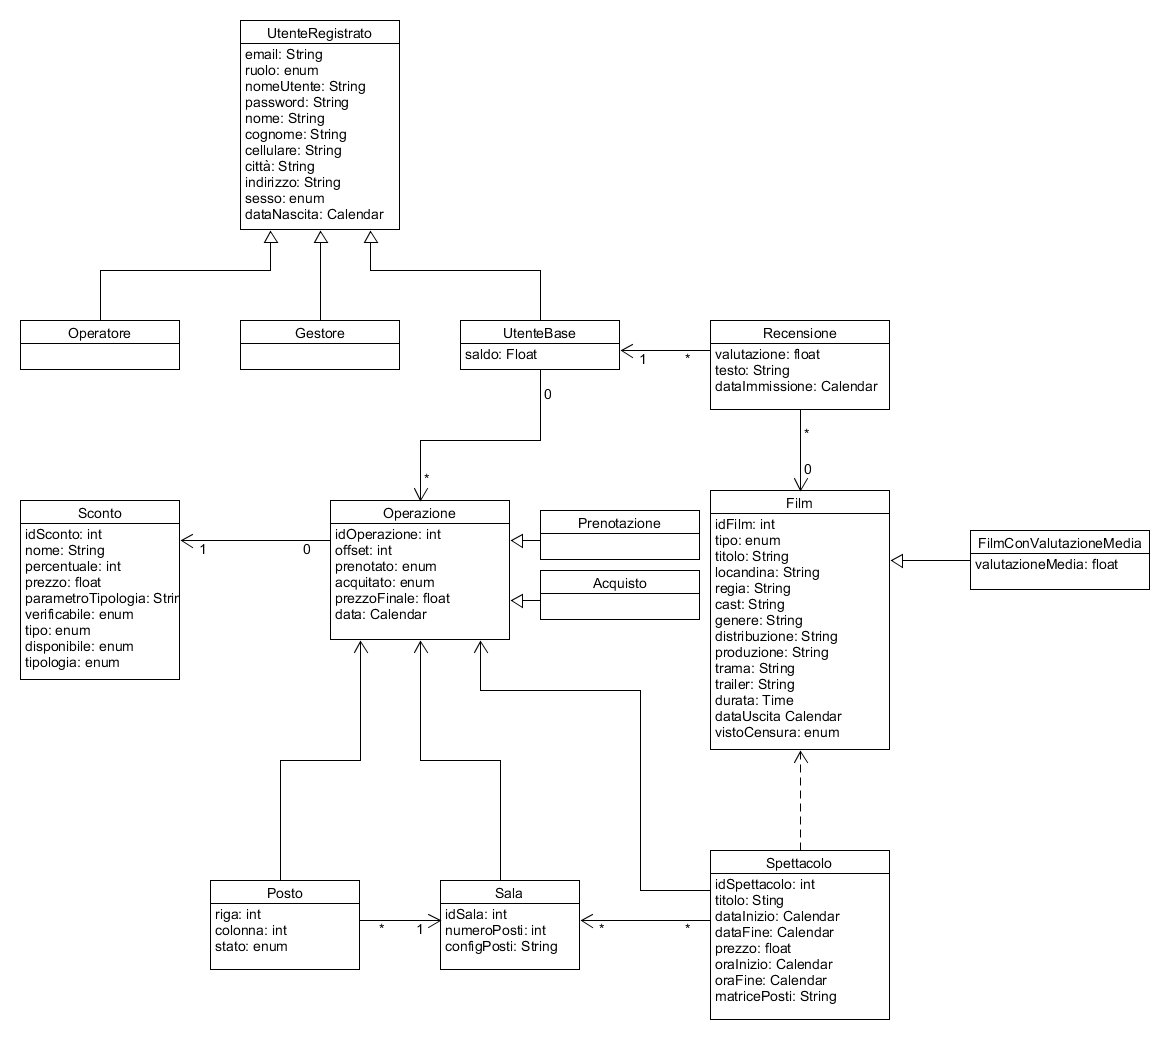 UtenteRegistrato
email: String
ruolo: enum
nomeUtente: String
password: String
nome: String
cognome: String
cellulare: String
città: String
indirizzo: String
sesso: enum
dataNascita: Calendar
Operatore
Gestore
UtenteBase
saldo: Float
1
*
Recensione
valutazione: float
testo: String
dataImmissione: Calendar
0
*
*
0
Sconto
idSconto: int
nome: String
percentuale: int
prezzo: float
parametroTipologia: Strin
verificabile: enum
tipo: enum
disponibile: enum
tipologia: enum
1
0
Operazione
idOperazione: int
offset: int
prenotato: enum
acquitato: enum
prezzoFinale: float
data: Calendar
Prenotazione
Acquisto
Film
idFilm: int
tipo: enum
titolo: String
locandina: String
regia: String
cast: String
genere: String
distribuzione: String
produzione: String
trama: String
trailer: String
durata: Time
dataUscita Calendar
vistoCensura: enum
FilmConValutazioneMedia
valutazioneMedia: float
Posto
riga: int
colonna: int
stato: enum
*
1
Sala
idSala: int
numeroPosti: int
configPosti: String
*
*
Spettacolo
idSpettacolo: int
titolo: Sting
dataInizio: Calendar
dataFine: Calendar
prezzo: float
oraInizio: Calendar
oraFine: Calendar
matricePosti: String